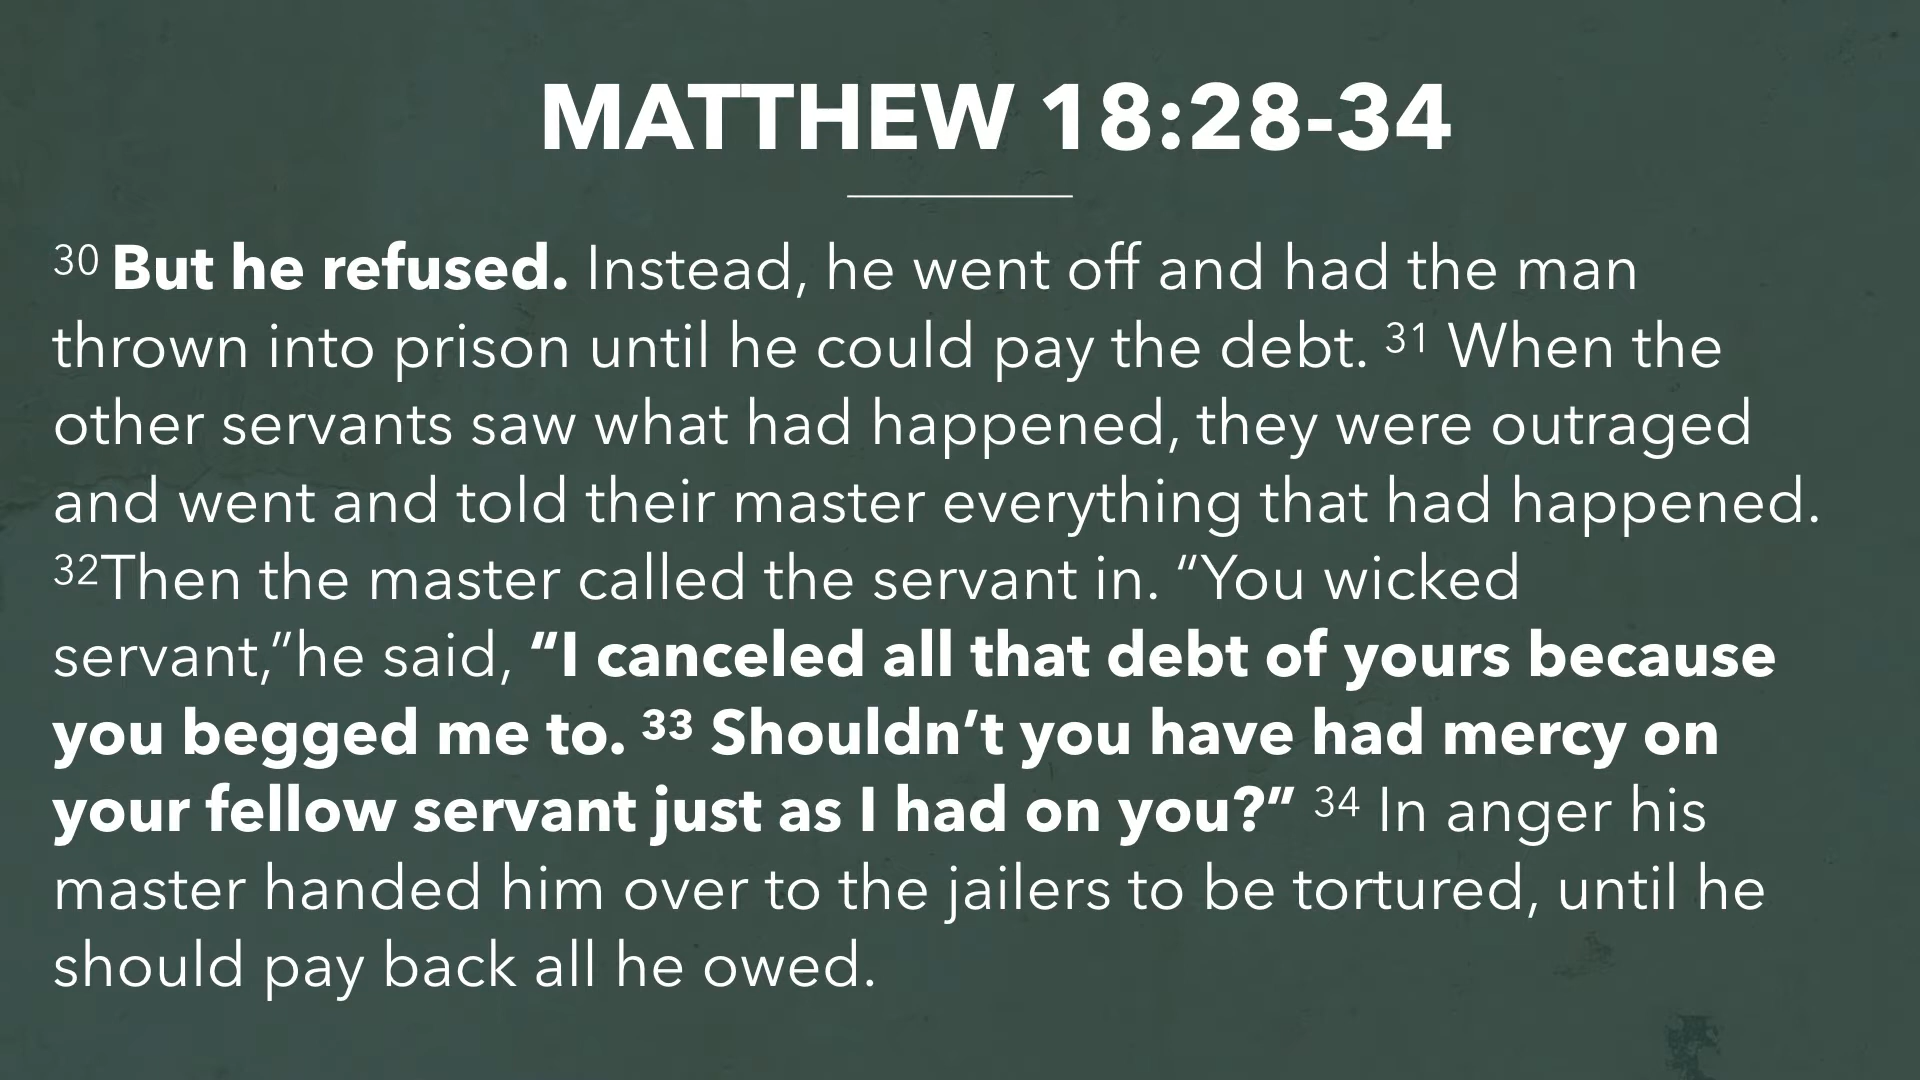 MATTHEW 18:28-34
30 But he refused. Instead, he went off and had the man
thrown into prison until he could pay the debt. 31 When the
other servants saw what had happened, they were outraged
and went and told their master everything that had happened.
32Then the master called the servant in. “You wicked
servant,”he said, “I canceled all that debt of yours because
you begged me to. 33 Shouldn’t you have had mercy on
your fellow servant just as I had on you?” 34 In anger his
master handed him over to the jailers to be tortured, until he
should pay back all he owed.